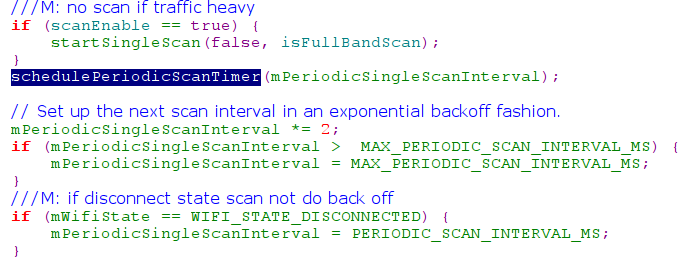 ///M: no scan if traffic heavy
if (scanEnable == true) {
    startSingleScan(false, isFullBandScan);
}
schedulePeriodicScanTimer(mPeriodicSingleScanInterval);

// Set up the next scan interval in an exponential backoff fashion.
mPeriodicSingleScanInterval *= 2;
if (mPeriodicSingleScanInterval >  MAX_PERIODIC_SCAN_INTERVAL_MS) {
    mPeriodicSingleScanInterval = MAX_PERIODIC_SCAN_INTERVAL_MS;
}
///M: if disconnect state scan not do back off
if (mWifiState == WIFI_STATE_DISCONNECTED) {
    mPeriodicSingleScanInterval = PERIODIC_SCAN_INTERVAL_MS;
}